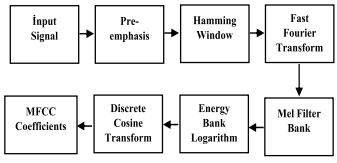 İnput
Signal
Pre-
emphasis
Hamming
Window
Fast
Fourier
Transform
Mel Filter
Bank
Energy
Bank
Logarithm
Discrete
Cosine
Transform
MFCC
Coefficients